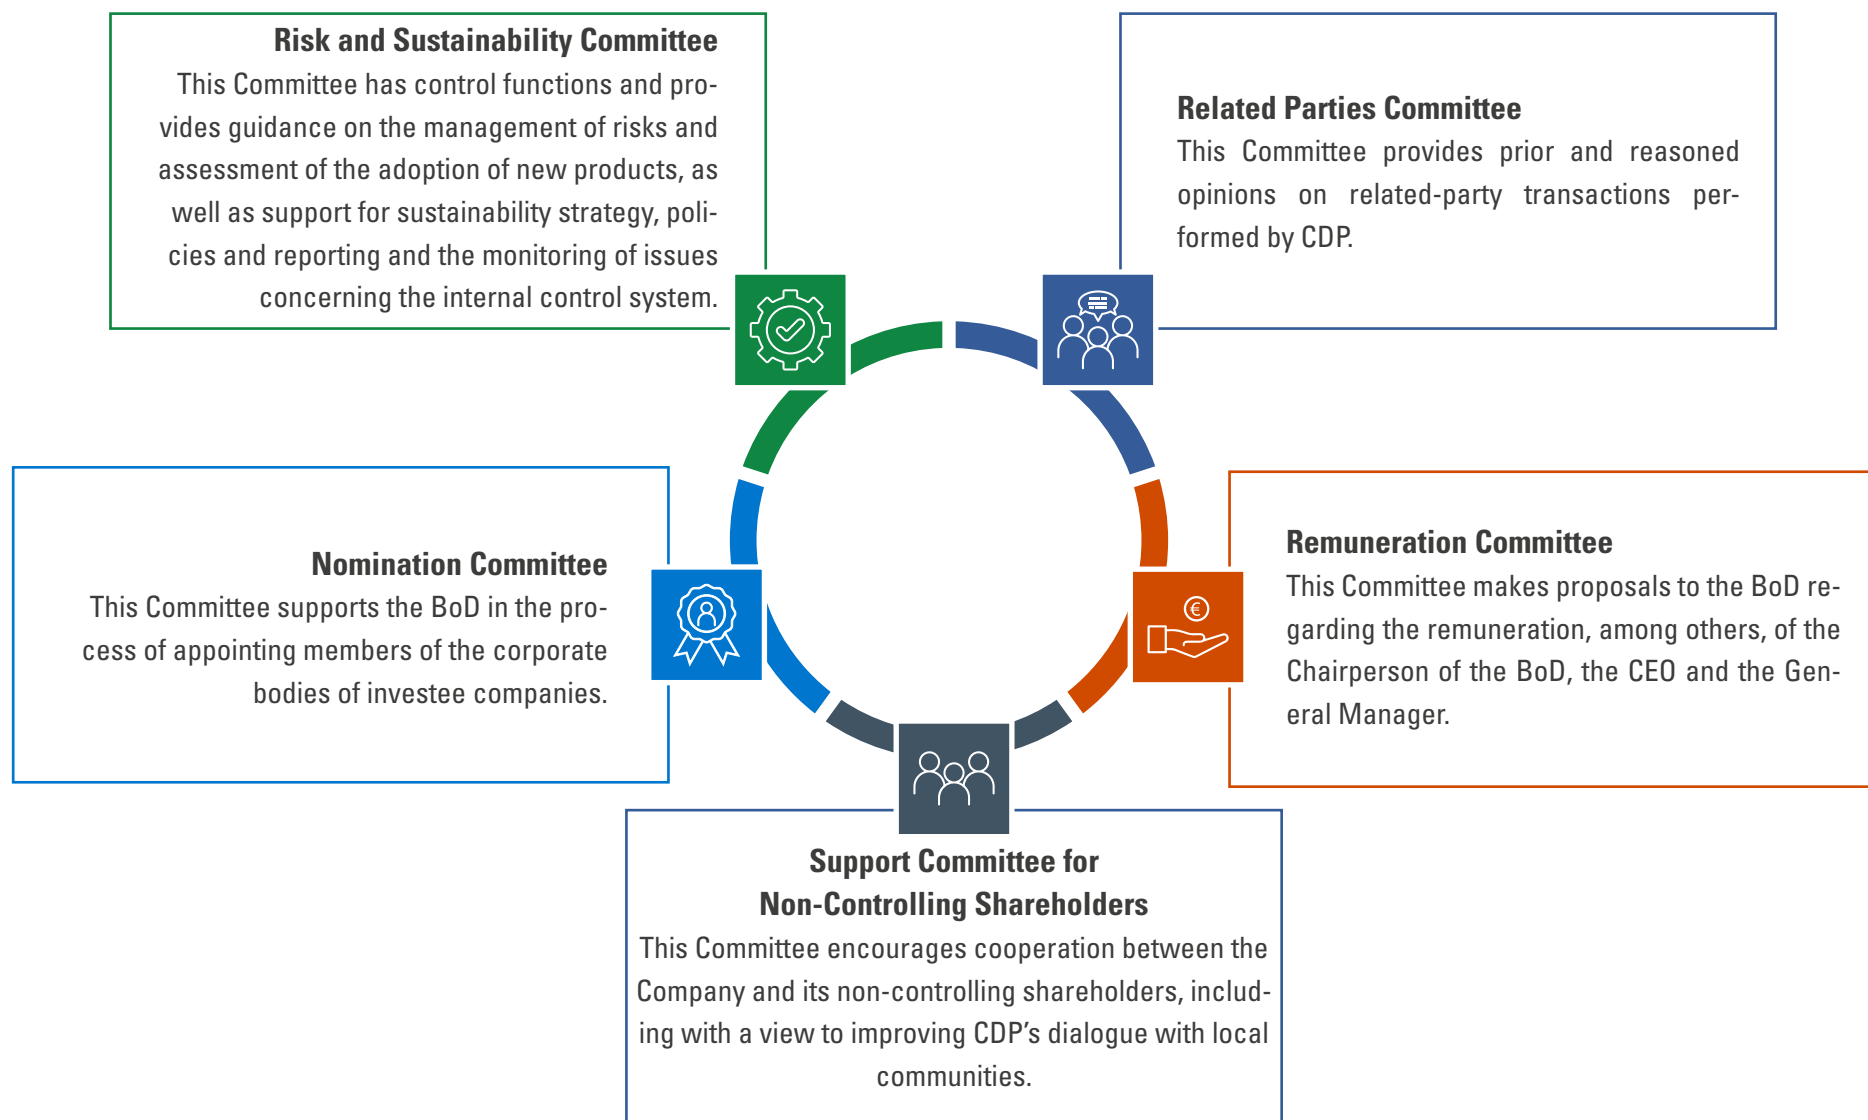 Risk and Sustainability Committee
This Committee has control functions and pro-
vides guidance on the management of risks and
assessment of the adoption of new products, as
well as support for sustainability strategy, poli-
cies and reporting and the monitoring of issues
concerning the internal control system.
Related Parties Committee
This Committee provides prior and reasoned
opinions on related-party transactions per-
formed by CDP.
Nomination Committee
This Committee supports the BoD in the pro-
cess of appointing members of the corporate
bodies of investee companies.
Remuneration Committee
This Committee makes proposals to the BoD re-
garding the remuneration, among others, of the
Chairperson of the BoD, the CEO and the Gen-
eral Manager.
€
Support Committee for
Non-Controlling Shareholders
This Committee encourages cooperation between the
Company and its non-controlling shareholders, includ-
ing with a view to improving CDP’s dialogue with local
communities.